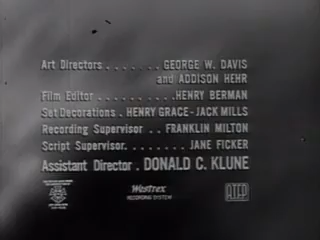 Art Directors . . . . . . . GEORGE W. DAVIS
and ADDISON HEHR
Film Editor . . . . . . . . . . HENRY BERMAN
Set Decorations . HENRY GRACE - JACK MILLS
Recording Supervisor . . FRANKLIN MILTON
Script Supervisor. . . . . . . . JANE FICKER
Assistant Director . DONALD C. KLUNE
Westrex
RECORDING SYSTEM